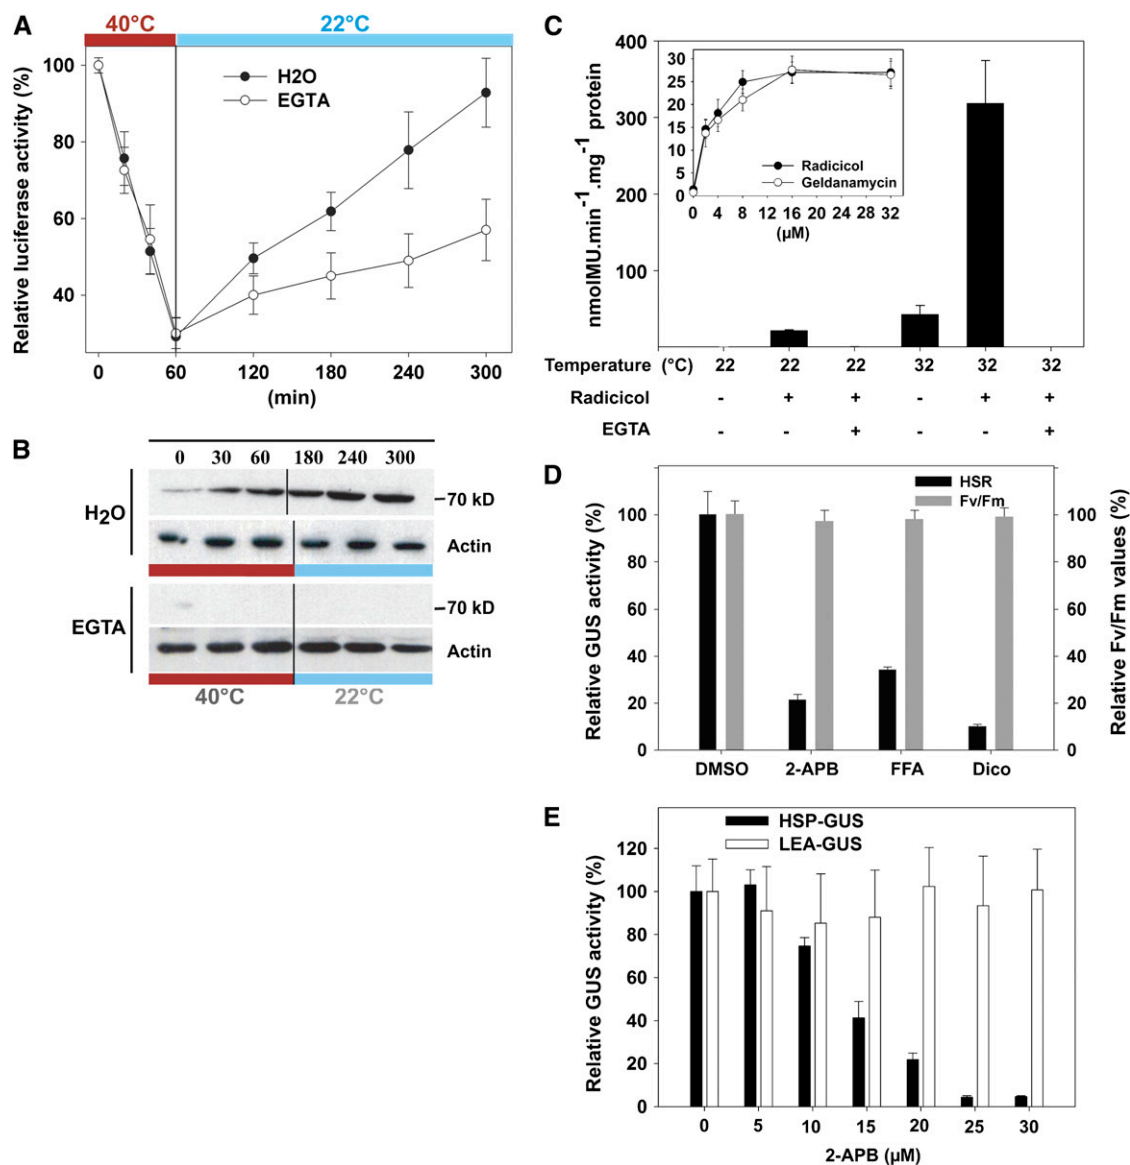 A
40°C
22°C
Relative luciferase activity (%)
100
80
60
40
H2O
EGTA
0
60
120
180
240
300
(min)
B
0 30 60 180 240 300
H2O
70 kD
Actin
EGTA
70 kD
Actin
40°C
22°C
C
nmolMU.min-1.mg-1 protein
400
300
200
100
30
25
20
15
10
5
0
Radicicol
Geldanamycin
0 4 8 12 16 20 24 28 32
(µM)
Temperature (°C) 22 22 22 32 32 32
Radicicol - + + - + +
EGTA - - + - - +
D
Relative GUS activity (%)
100
80
60
40
20
0
HSR
Fv/Fm
100
80
60
40
20
0
Relative Fv/Fm values (%)
DMSO 2-APB FFA Dico
E
Relative GUS activity (%)
120
100
80
60
40
20
0
HSP-GUS
LEA-GUS
0 5 10 15 20 25 30
2-APB (µM)